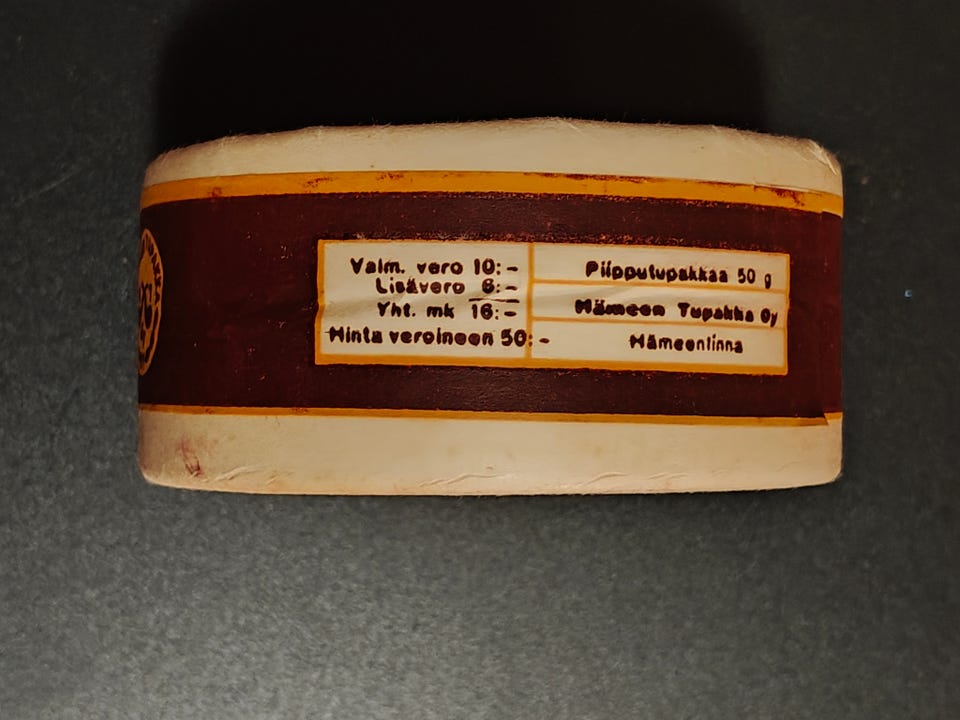 Valm. vero 10:-
Lisävero 6:-
Yht. mk 16:-
Hinta veroineen 50:-
Piipputupakkaa 50 g
Hämeen Tupakka Oy
Hämeenlinna